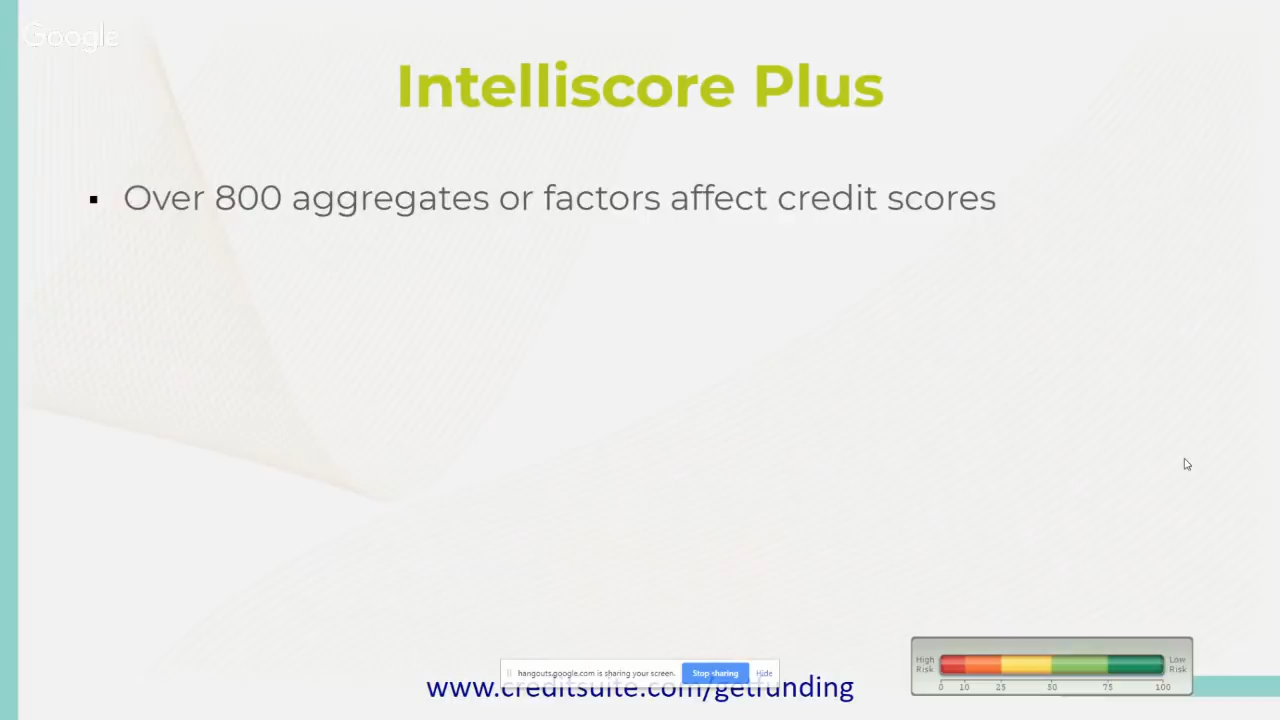 Google
Intelliscore Plus
▪ Over 800 aggregates or factors affect credit scores
High Risk
Low Risk
0 10 25 50 75 100
hangouts.google.com is sharing your screen. Stop sharing Hide
www.creditsuite.com/getfunding